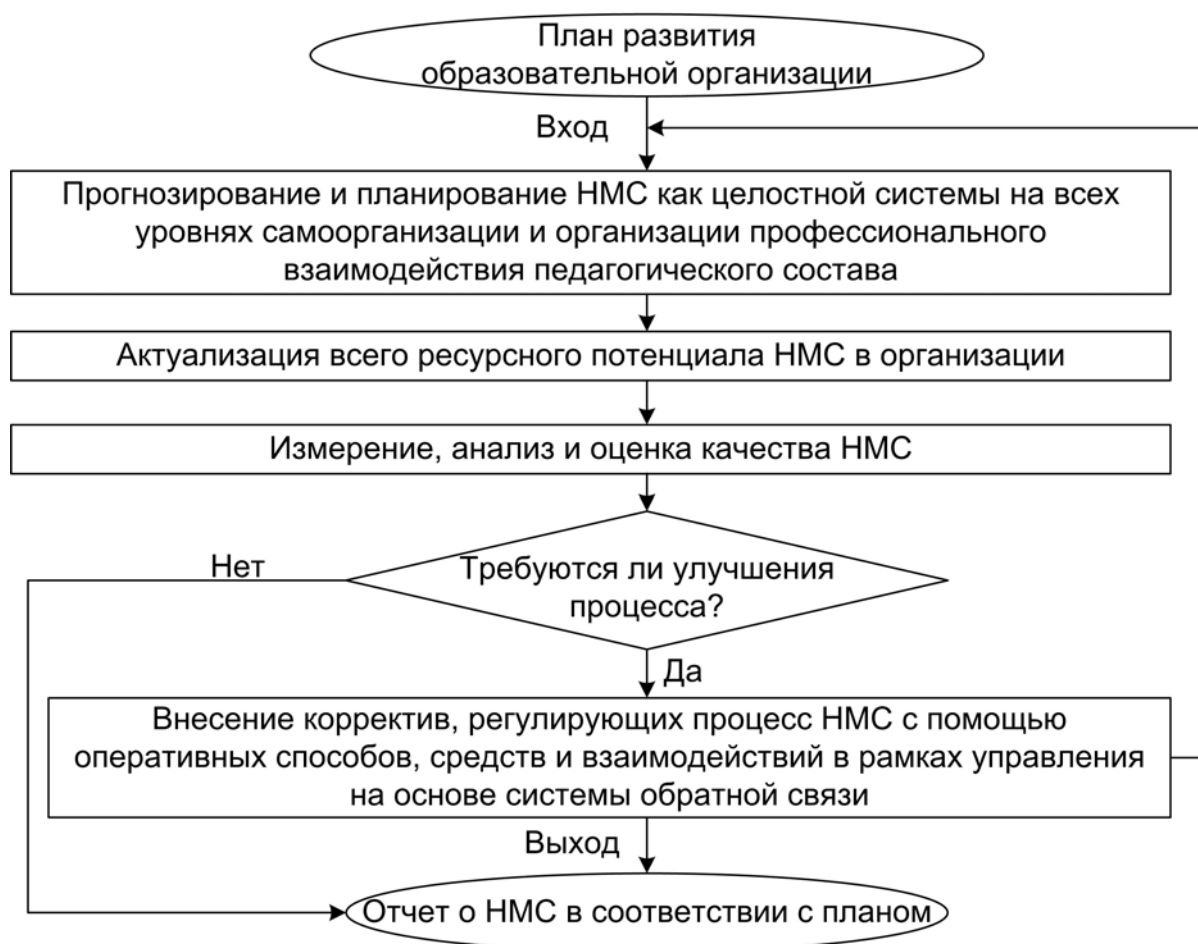 План развития
образовательной организации
Вход
Прогнозирование и планирование НМС как целостной системы на всех
уровнях самоорганизации и организации профессионального
взаимодействия педагогического состава
Актуализация всего ресурсного потенциала НМС в организации
Измерение, анализ и оценка качества НМС
Нет
Требуются ли улучшения
процесса?
Да
Внесение корректив, регулирующих процесс НМС с помощью
оперативных способов, средств и взаимодействий в рамках управления
на основе системы обратной связи
Выход
Отчет о НМС в соответствии с планом